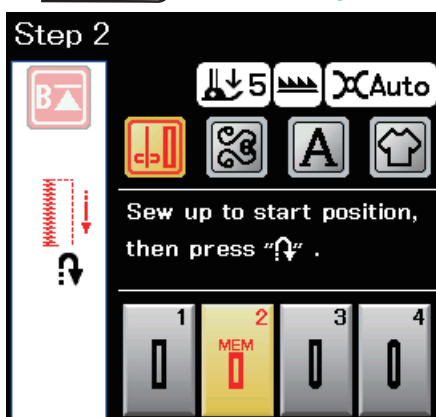 Step 2
B
5
Auto
A
Sew up to start position,
then press “ ” .
1
2
3
4
MEM